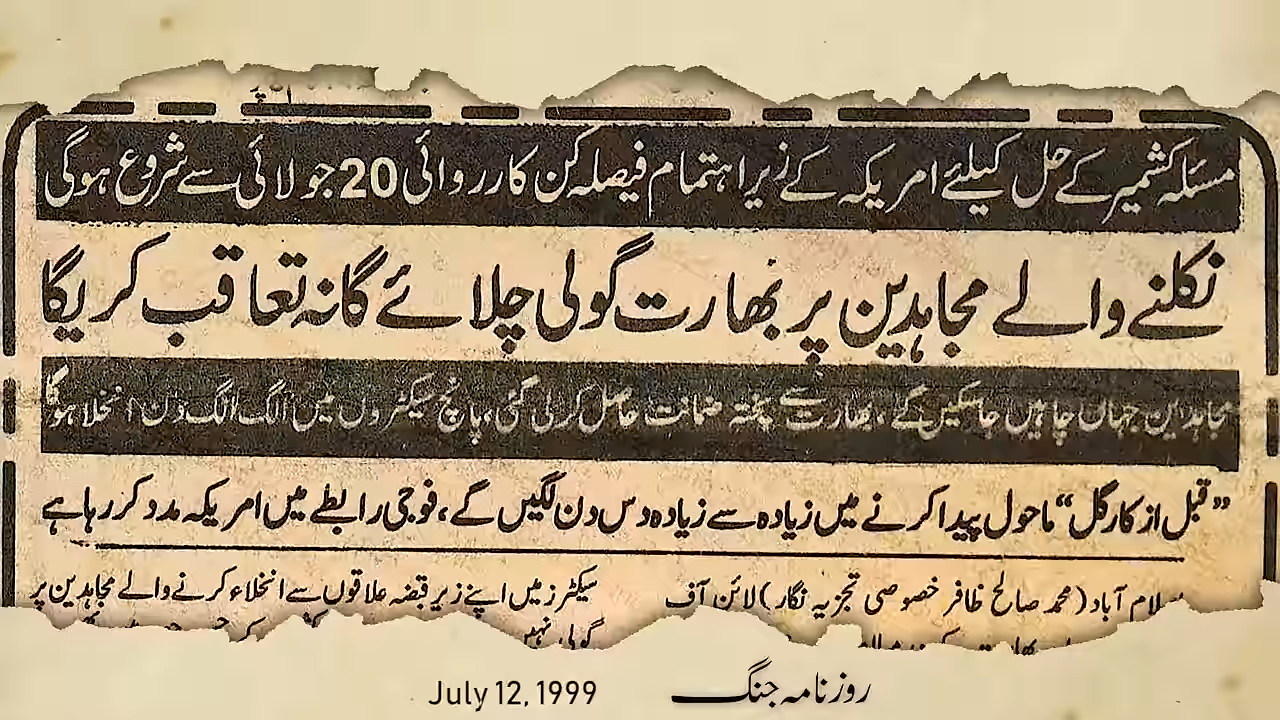 مسئلہ کشمیر کے حل کیلئے امریکہ کے زیر اہتمام فیصلہ کن کارروائی 20 جولائی سے شروع ہوگی
نکلنے والے مجاہدین پر بھارت گولی چلائے گا نہ تعاقب کریگا
مجاہدین جہاں چاہیں جاسکیں گے، بھارت سے پختہ ضمانت حاصل کرلی گئی، پانچ سیکٹروں میں الگ الگ دن انخلا ہوگا
”قبل از کارگل“ ماحول پیدا کرنے میں زیادہ سے زیادہ دس دن لگیں گے، فوجی رابطے میں امریکہ مدد کر رہا ہے
اسلام آباد (محمد صالح ظافر خصوصی تجزیہ نگار) لائن آف
سیکٹرز میں اپنے زیر قبضہ علاقوں سے انخلاء کرنے والے مجاہدین پر
گولی نہیں
روزنامہ جنگ
July 12, 1999